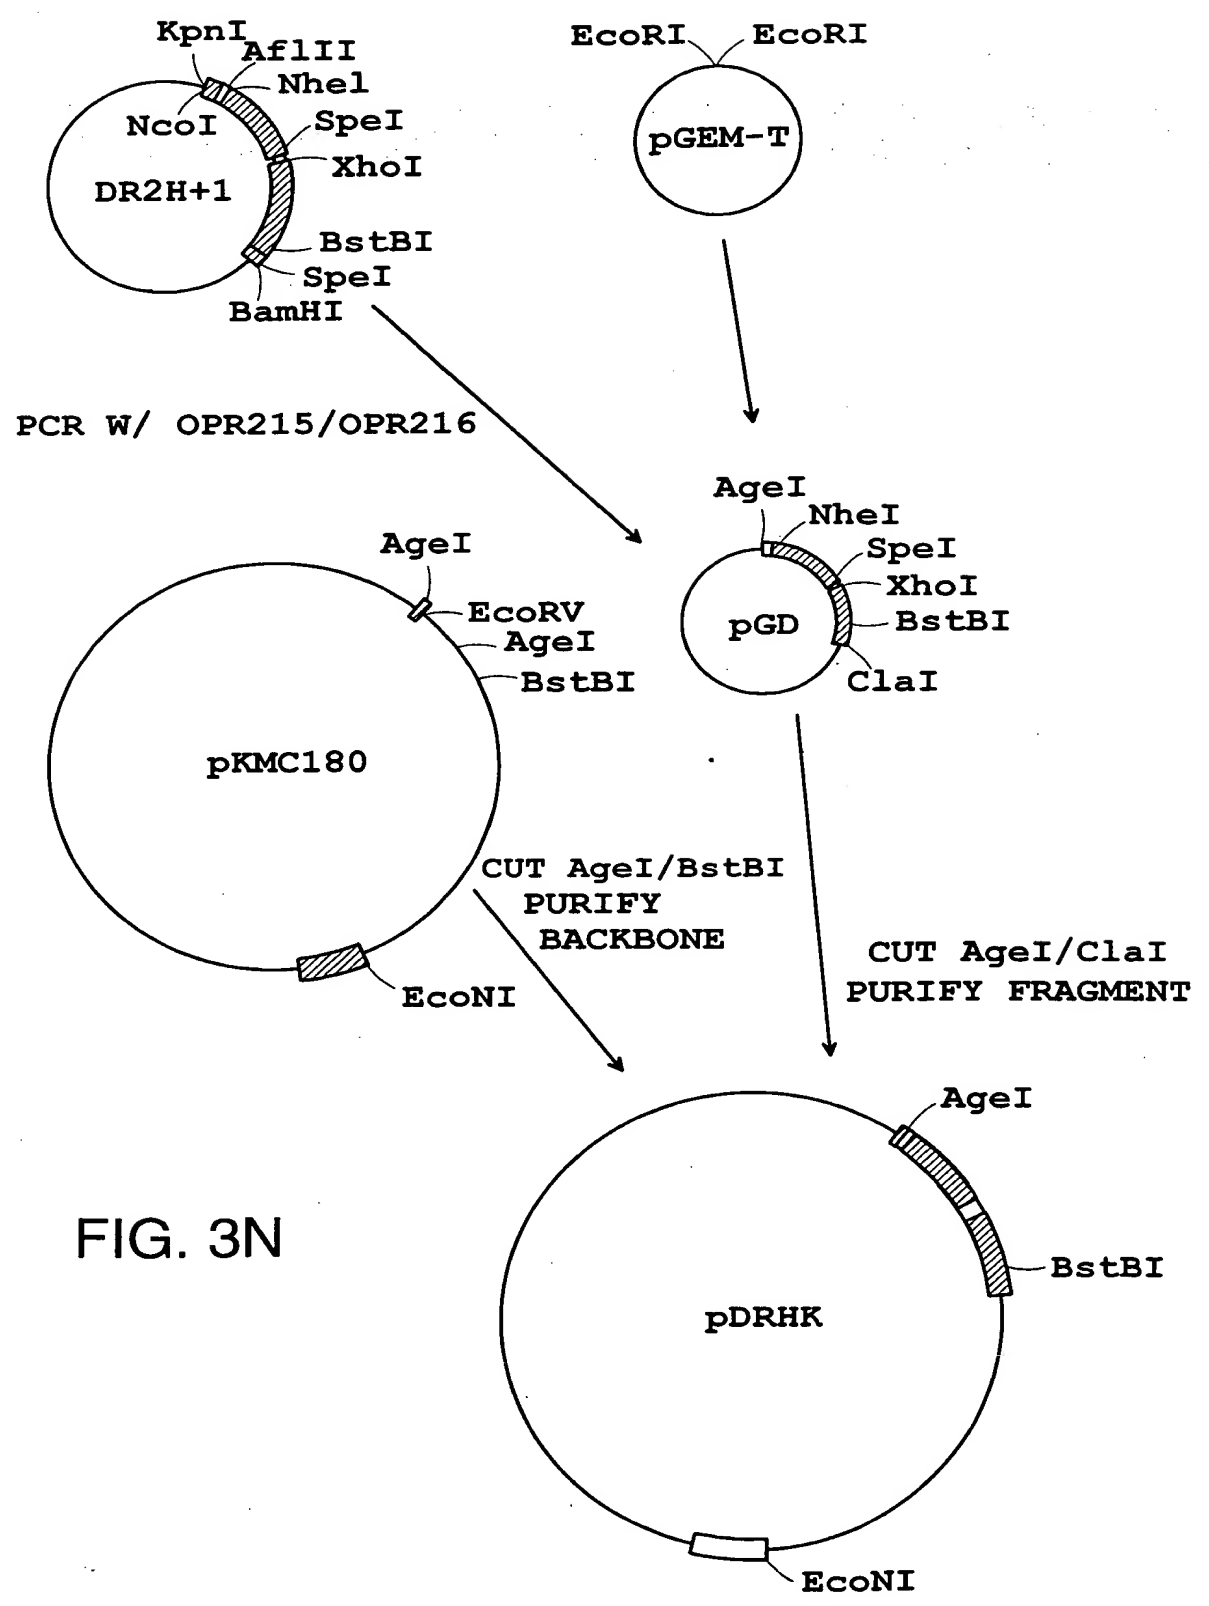 KpnI
AflII
Nhel
NcoI
SpeI
XhoI
DR2H+1
BstBI
SpeI
BamHI
EcoRI EcoRI
pGEM-T
PCR W/ OPR215/OPR216
AgeI
NheI
SpeI
XhoI
pGD
BstBI
ClaI
AgeI
EcoRV
AgeI
BstBI
pKMC180
EcoNI
CUT AgeI/BstBI
PURIFY
BACKBONE
CUT AgeI/ClaI
PURIFY FRAGMENT
AgeI
BstBI
pDRHK
EcoNI
FIG. 3N